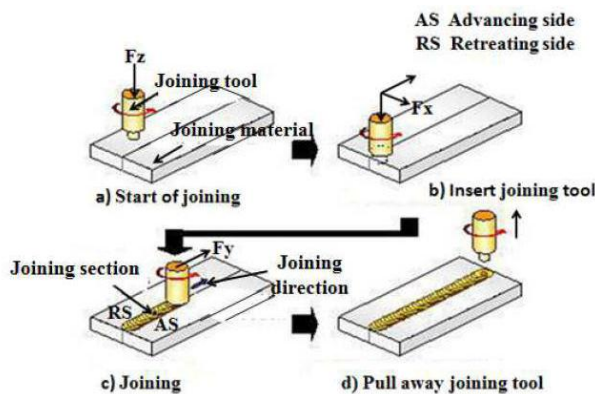 AS Advancing side
RS Retreating side
Fz
Joining tool
Joining material
Fx
a) Start of joining
b) Insert joining tool
Fy
Joining section
Joining
direction
RS
AS
c) Joining
d) Pull away joining tool